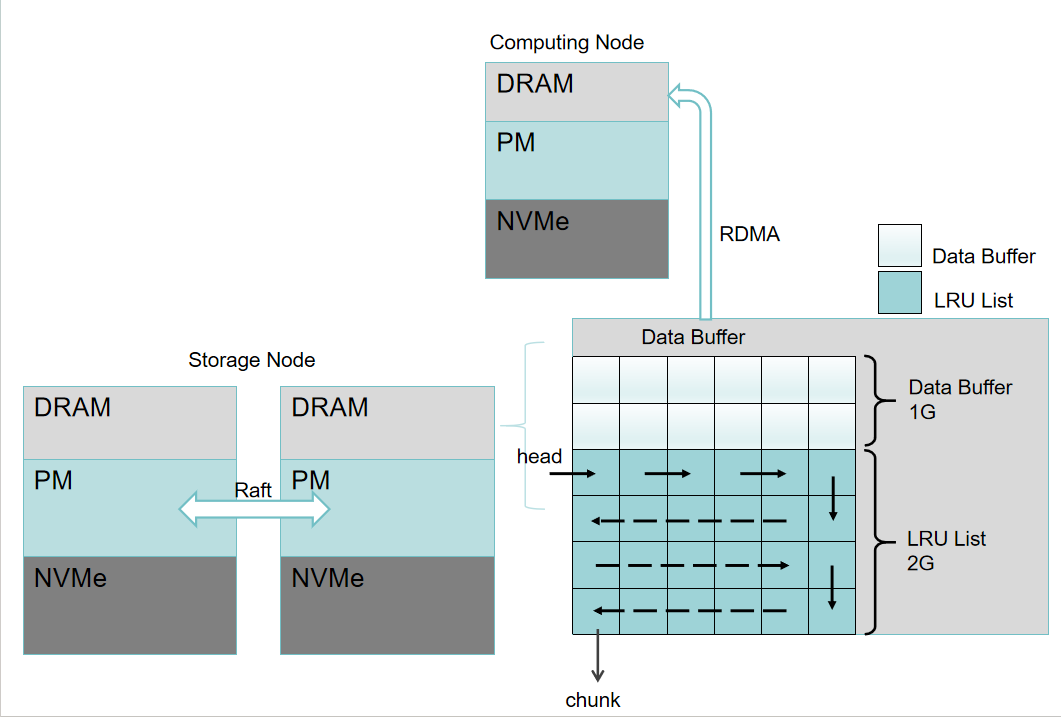 Computing Node
DRAM
PM
NVMe
RDMA
Data Buffer
LRU List
Data Buffer
Storage Node
DRAM
PM
NVMe
Raft
DRAM
PM
NVMe
head
Data Buffer
1G
LRU List
2G
chunk